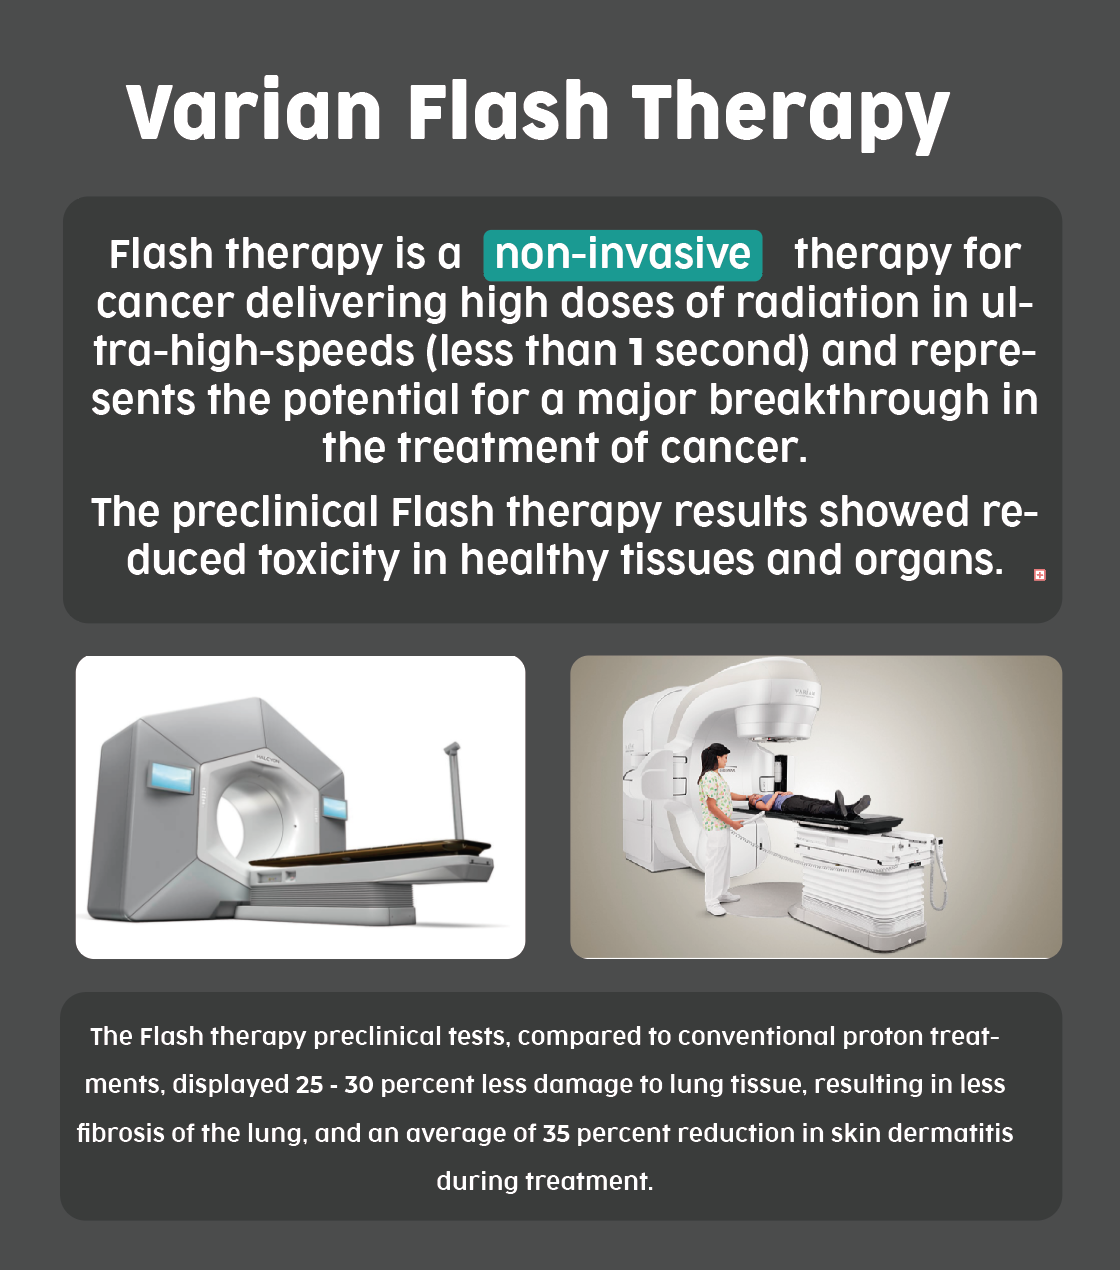 Varian Flash Therapy
Flash therapy is a non-invasive therapy for
cancer delivering high doses of radiation in ul-
tra-high-speeds (less than 1 second) and repre-
sents the potential for a major breakthrough in
the treatment of cancer.
The preclinical Flash therapy results showed re-
duced toxicity in healthy tissues and organs.
HALCYON
VARIAN
The Flash therapy preclinical tests, compared to conventional proton treat-
ments, displayed 25 - 30 percent less damage to lung tissue, resulting in less
fibrosis of the lung, and an average of 35 percent reduction in skin dermatitis
during treatment.